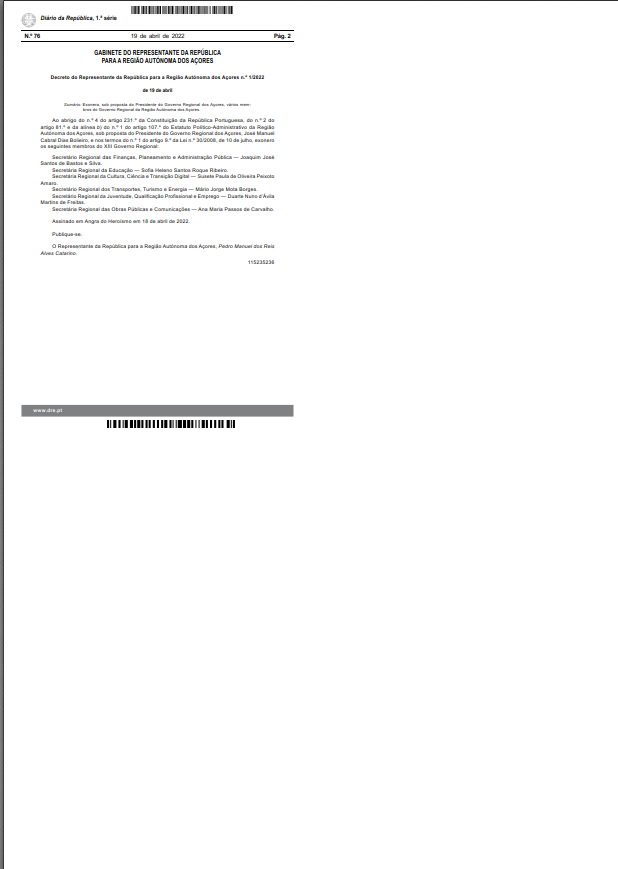 Diário da República, 1.ª série
N.º 76 19 de abril de 2022 Pág. 2
GABINETE DO REPRESENTANTE DA REPÚBLICA
PARA A REGIÃO AUTÓNOMA DOS AÇORES
Decreto do Representante da República para a Região Autónoma dos Açores n.º 1/2022
de 19 de abril
Sumário: Exonera, sob proposta do Presidente do Governo Regional dos Açores, vários mem-
bros do Governo Regional da Região Autónoma dos Açores.
Ao abrigo do n.º 4 do artigo 231.º da Constituição da República Portuguesa, do n.º 2 do
artigo 81.º e da alínea b) do n.º 1 do artigo 107.º do Estatuto Político-Administrativo da Região
Autónoma dos Açores, sob proposta do Presidente do Governo Regional dos Açores, José Manuel
Cabral Dias Bolieiro, e nos termos do n.º 1 do artigo 9.º da Lei n.º 30/2008, de 10 de julho, exonero
os seguintes membros do XIII Governo Regional:
Secretário Regional das Finanças, Planeamento e Administração Pública — Joaquim José
Santos de Bastos e Silva.
Secretária Regional da Educação — Sofia Heleno Santos Roque Ribeiro.
Secretária Regional da Cultura, Ciência e Transição Digital — Susete Paula de Oliveira Peixoto
Amaro.
Secretário Regional dos Transportes, Turismo e Energia — Mário Jorge Mota Borges.
Secretário Regional da Juventude, Qualificação Profissional e Emprego — Duarte Nuno d'Ávila
Martins de Freitas.
Secretária Regional das Obras Públicas e Comunicações — Ana Maria Passos de Carvalho.
Assinado em Angra do Heroísmo em 18 de abril de 2022.
Publique-se.
O Representante da República para a Região Autónoma dos Açores, Pedro Manuel dos Reis
Alves Catarino.
115235236
www.dre.pt